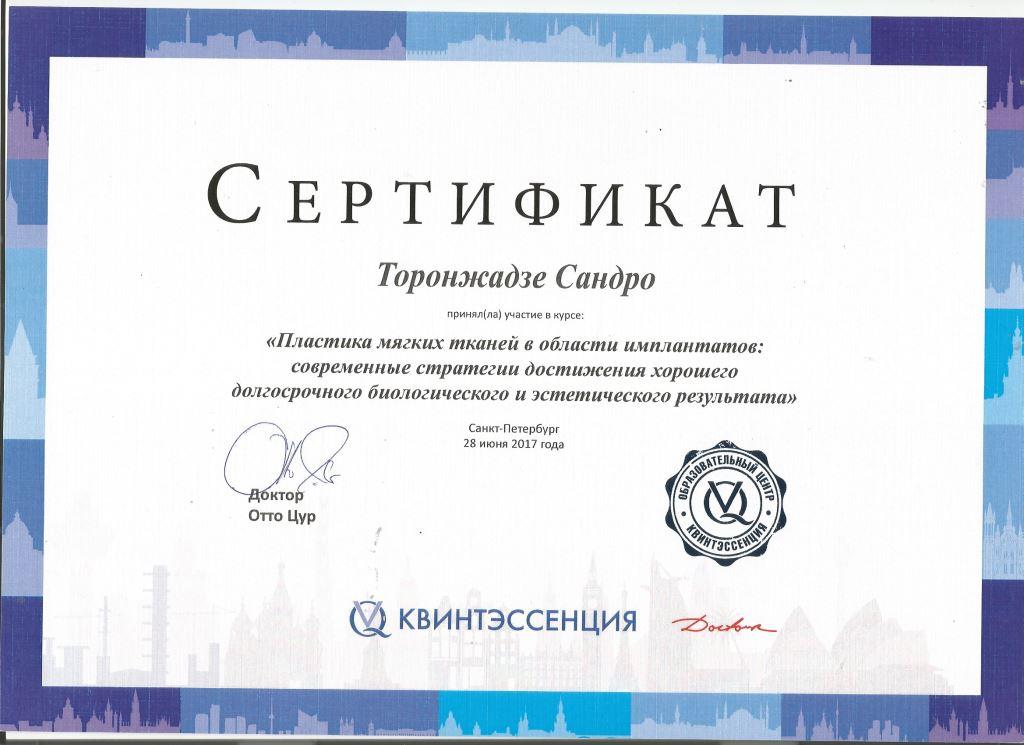 СЕРТИФИКАТ
Торонжадзе Сандро
принял(ла) участие в курсе:
«Пластика мягких тканей в области имплантатов:
современные стратегии достижения хорошего
долгосрочного биологического и эстетического результата»
Санкт-Петербург
28 июня 2017 года
Доктор
Отто Цур
ОБРАЗОВАТЕЛЬНЫЙ ЦЕНТР
КВИНТЭССЕНЦИЯ
КВИНТЭССЕНЦИЯ